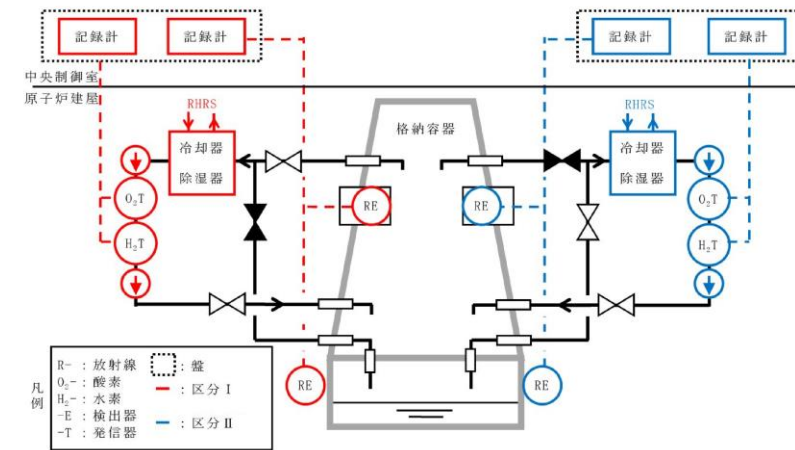 記録計
記録計
記録計
記録計
中央制御室
原子炉建屋
RHRS
格納容器
RHRS
冷却器
除湿器
冷却器
除湿器
O₂T
RE
RE
O₂T
H₂T
H₂T
RE
RE
凡例
R- : 放射線
O₂- : 酸素
H₂- : 水素
-E : 検出器
-T : 発信器
: 盤
: 区分Ⅰ
: 区分Ⅱ